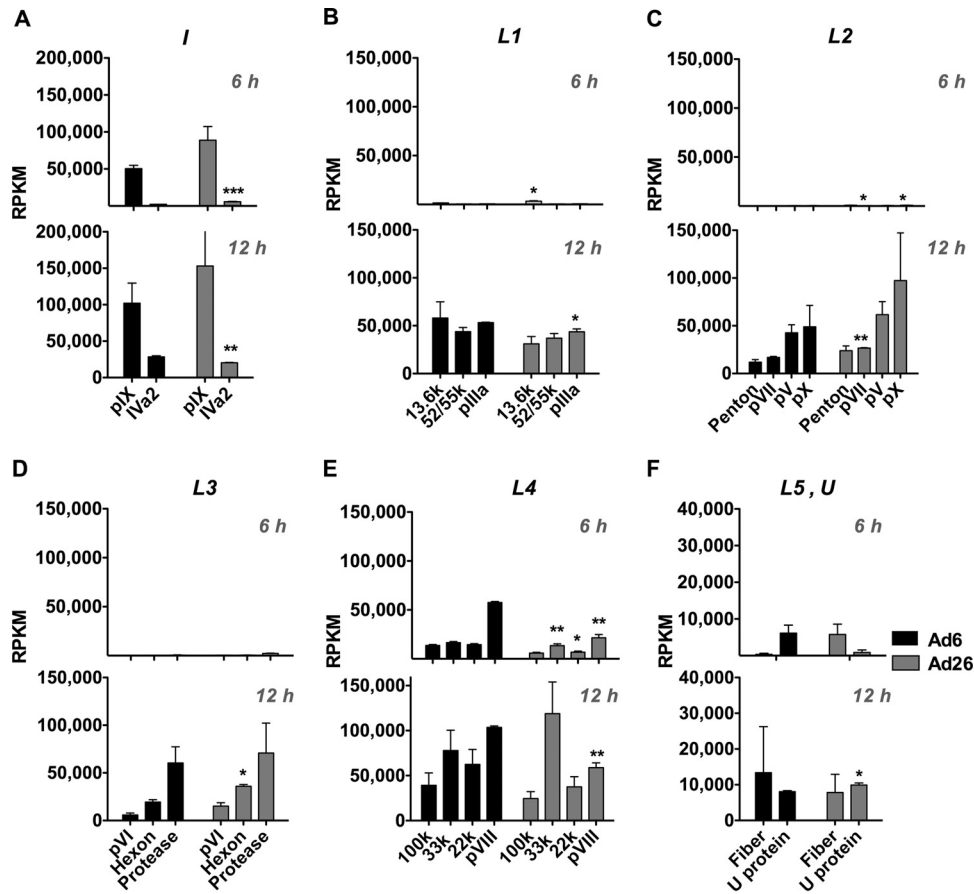 A
I
200,000
150,000
100,000
50,000
6 h
***
RPKM
200,000
150,000
100,000
50,000
0
12 h
**
pIX
IVa2
pIX
IVa2
B
L1
150,000
100,000
50,000
6 h
*
RPKM
150,000
100,000
50,000
0
12 h
*
13.6k
52/55k
pIIIa
13.6k
52/55k
pIIIa
C
L2
150,000
100,000
50,000
6 h
*
*
RPKM
150,000
100,000
50,000
0
12 h
**
Penton
pVII
pV
pX
Penton
pVII
pV
pX
D
L3
150,000
100,000
50,000
6 h
RPKM
150,000
100,000
50,000
0
12 h
*
pVI
Hexon
Protease
pVI
Hexon
Protease
E
L4
150,000
100,000
50,000
6 h
**
*
**
RPKM
150,000
100,000
50,000
0
12 h
**
100k
33k
22k
pVIII
100k
33k
22k
pVIII
F
L5 , U
40,000
30,000
20,000
10,000
6 h
RPKM
40,000
30,000
20,000
10,000
0
12 h
*
Fiber
U protein
Fiber
U protein
Ad6
Ad26